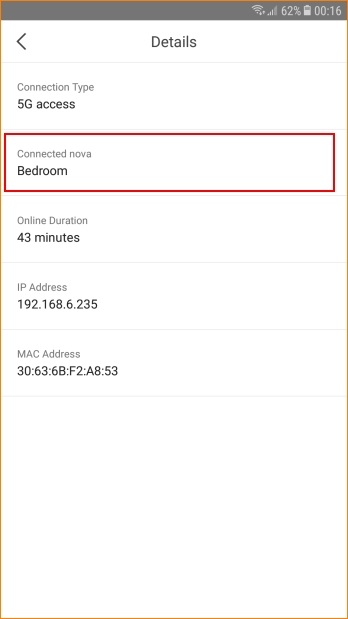 62% 00:16
Details
Connection Type
5G access
Connected nova
Bedroom
Online Duration
43 minutes
IP Address
192.168.6.235
MAC Address
30:63:6B:F2:A8:53